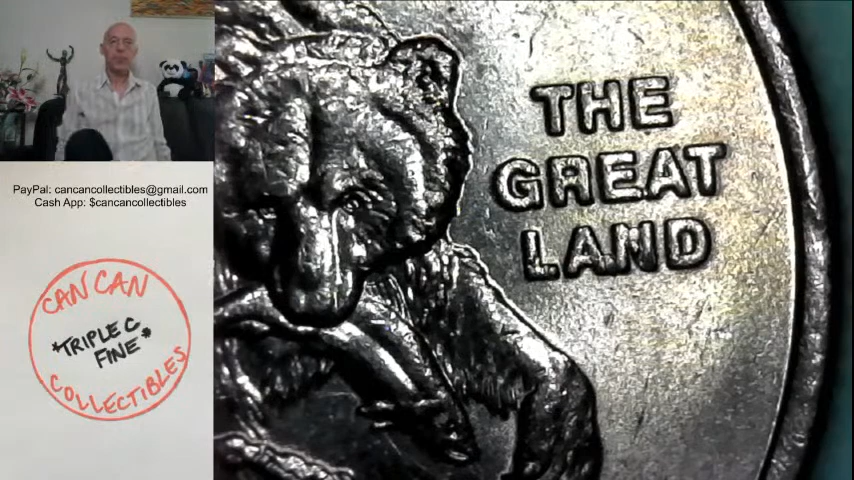 PayPal: cancancollectibles@gmail.com
Cash App: $cancancollectibles
CAN CAN
*TRIPLE C
FINE*
COLLECTIBLES
THE
GREAT
LAND